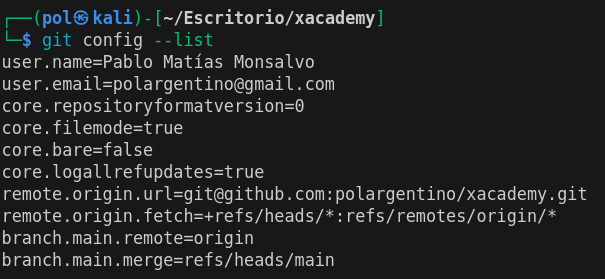 ┌──(pol㉿kali)-[~/Escritorio/xacademy]
└─$ git config --list
user.name=Pablo Matías Monsalvo
user.email=polargentino@gmail.com
core.repositoryformatversion=0
core.filemode=true
core.bare=false
core.logallrefupdates=true
remote.origin.url=git@github.com:polargentino/xacademy.git
remote.origin.fetch=+refs/heads/*:refs/remotes/origin/*
branch.main.remote=origin
branch.main.merge=refs/heads/main